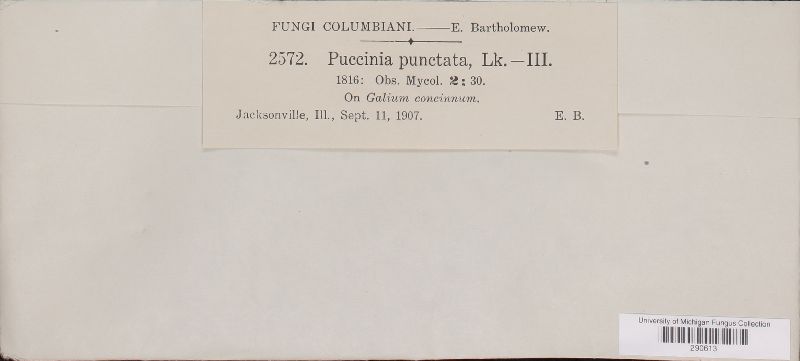 FUNGI COLUMBIANI.—E. Bartholomew.
2572. Puccinia punctata, Lk.—III.
1816: Obs. Mycol. 2: 30.
On Galium concinnum.
Jacksonville, Ill., Sept. 11, 1907. E. B.
University of Michigan Fungus Collection
290613